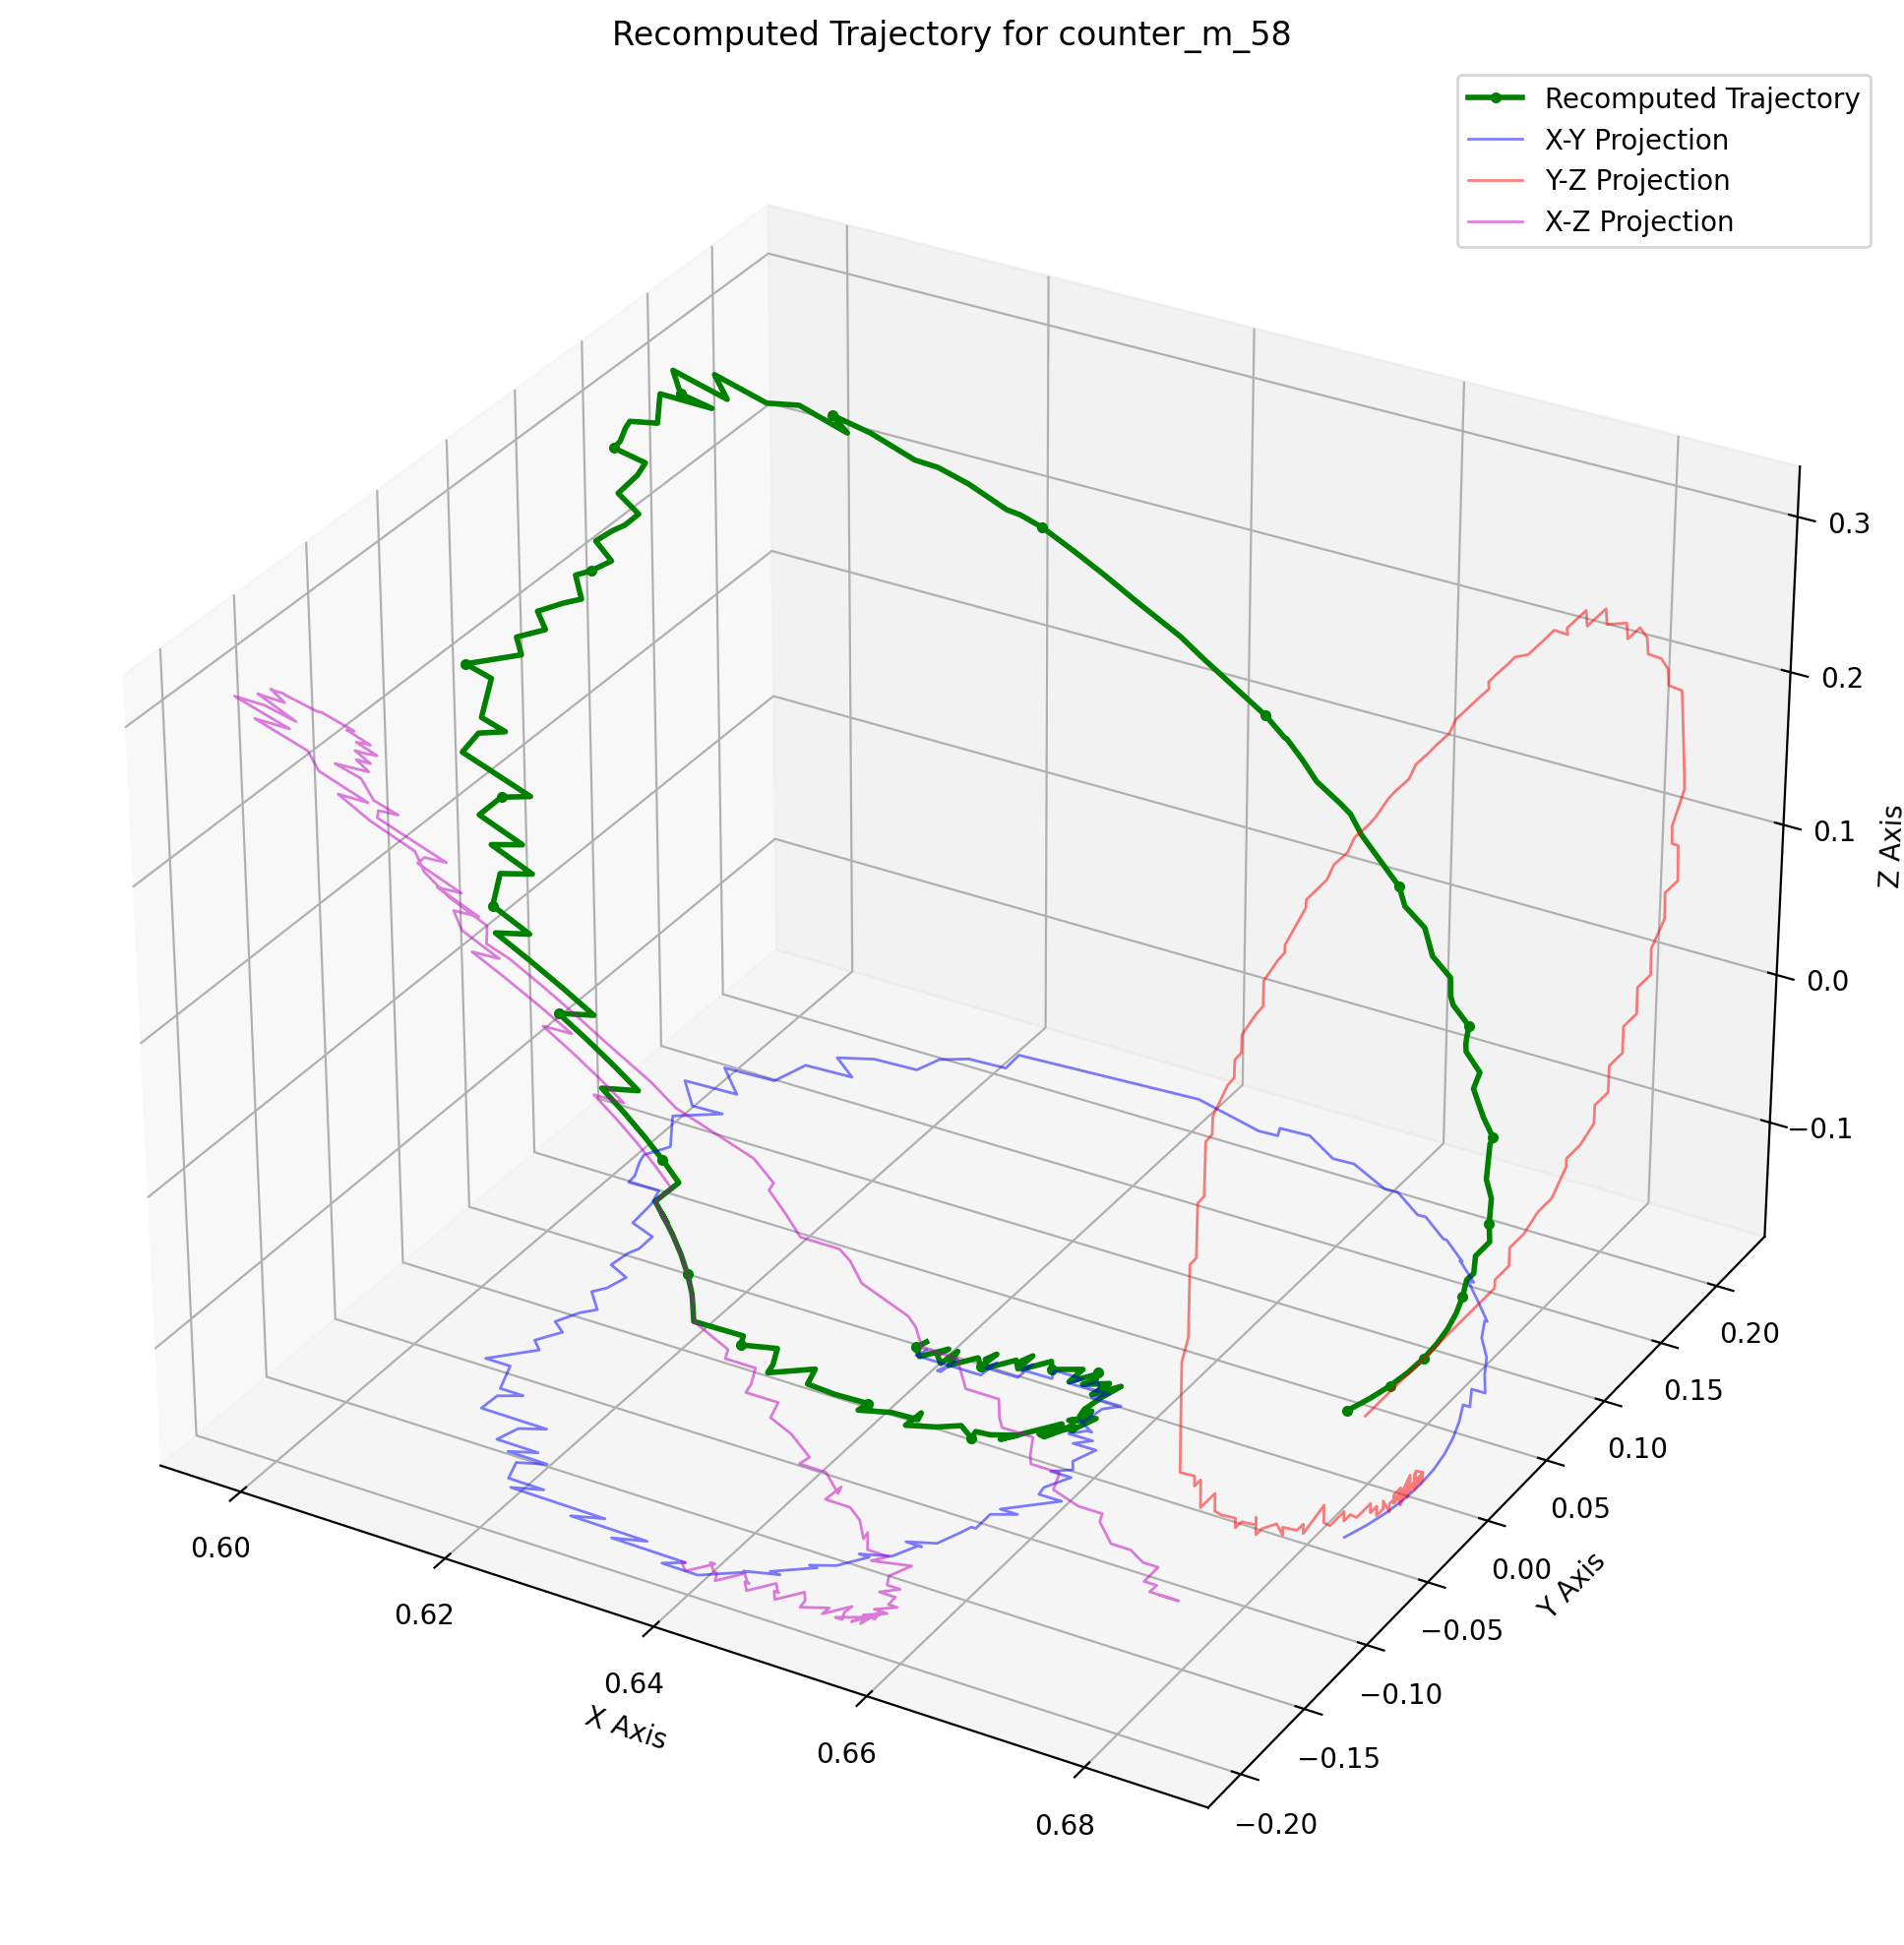 Recomputed Trajectory for counter_m_58
Recomputed Trajectory
X-Y Projection
Y-Z Projection
X-Z Projection
0.3
0.2
0.1
0.0
−0.1
Z Axis
0.20
0.15
0.10
0.05
0.00
−0.05
−0.10
−0.15
−0.20
Y Axis
0.60
0.62
0.64
0.66
0.68
X Axis